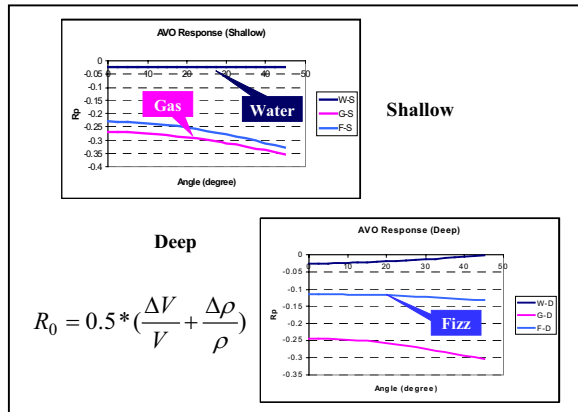 AVO Response (Shallow)
0
-0.05
-0.1
-0.15
-0.2
-0.25
-0.3
-0.35
-0.4
0 10 20 30 40 50
Rp
Angle (degree)
Gas
Water
W-S
G-S
F-S
Shallow
Deep
R₀ = 0.5*(ΔV/V + Δρ/ρ)
AVO Response (Deep)
0
-0.05
-0.1
-0.15
-0.2
-0.25
-0.3
-0.35
0 10 20 30 40 50
Rp
Angle (degree)
Fizz
W-D
G-D
F-D